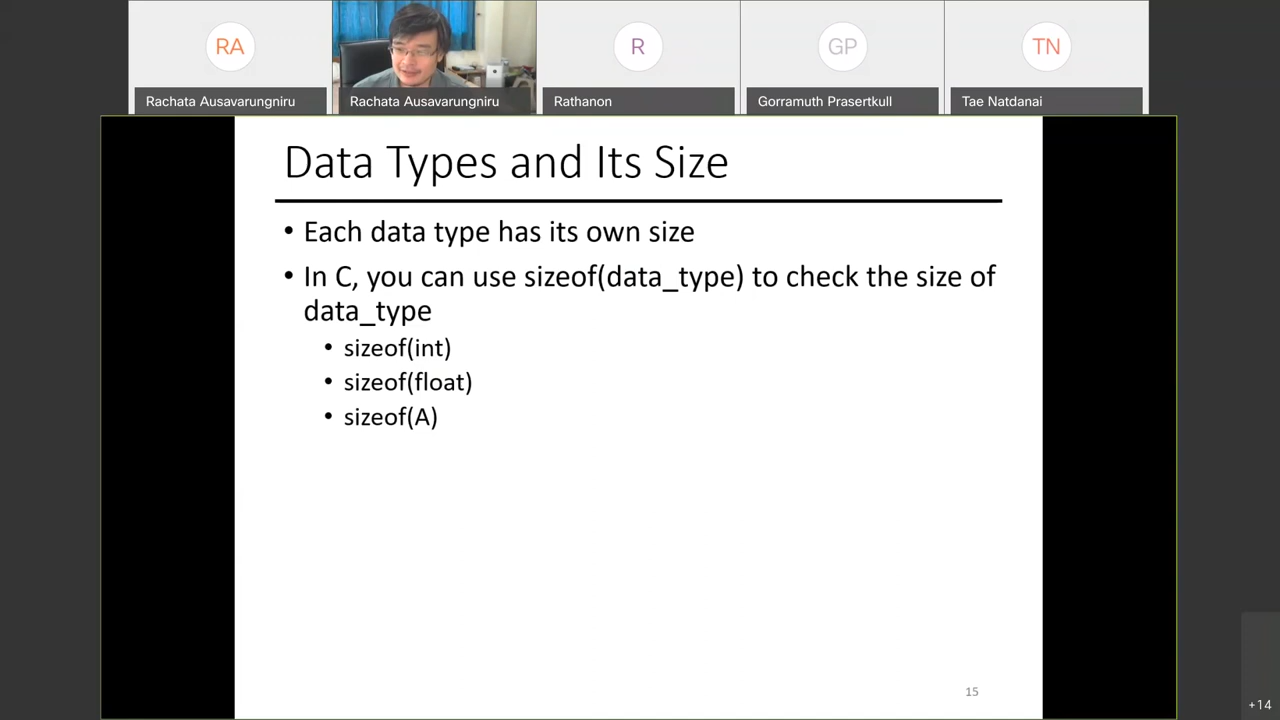 RA
R
GP
TN
Rachata Ausavarungniru
Rachata Ausavarungniru
Rathanon
Gorramuth Prasertkull
Tae Natdanai
Data Types and Its Size
• Each data type has its own size
• In C, you can use sizeof(data_type) to check the size of
data_type
• sizeof(int)
• sizeof(float)
• sizeof(A)
15
+14